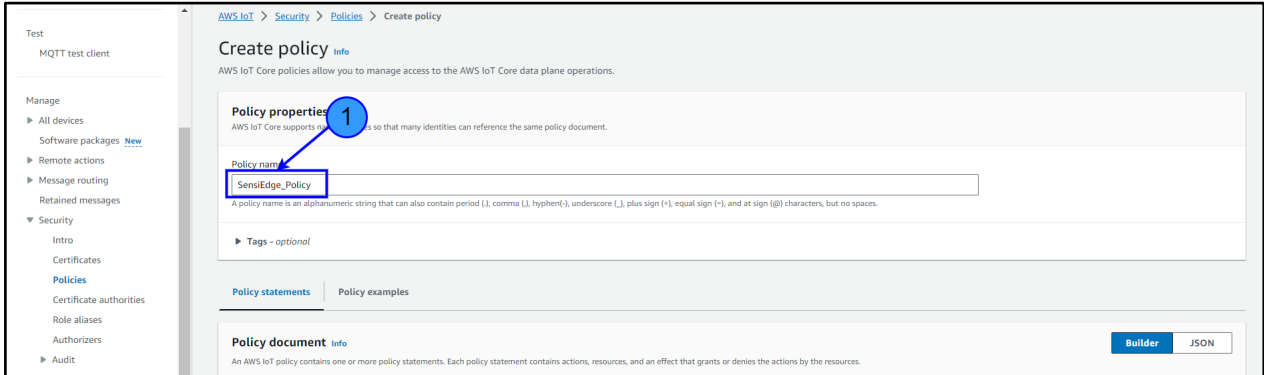 AWS IoT > Security > Policies > Create policy
Test
MQTT test client
Manage
All devices
Software packages New
Remote actions
Message routing
Retained messages
Security
Intro
Certificates
Policies
Certificate authorities
Role aliases
Authorizers
Audit
Create policy Info
AWS IoT Core policies allow you to manage access to the AWS IoT Core data plane operations.
Policy properties
1
AWS IoT Core supports so that many identities can reference the same policy document.
Policy name
SensiEdge_Policy
A policy name is an alphanumeric string that can also contain period (.), comma (,), hyphen(-), underscore (_), plus sign (+), equal sign (=), and at sign (@) characters, but no spaces.
Tags - optional
Policy statements
Policy examples
Policy document Info
Builder
JSON
An AWS IoT policy contains one or more policy statements. Each policy statement contains actions, resources, and an effect that grants or denies the actions by the resources.